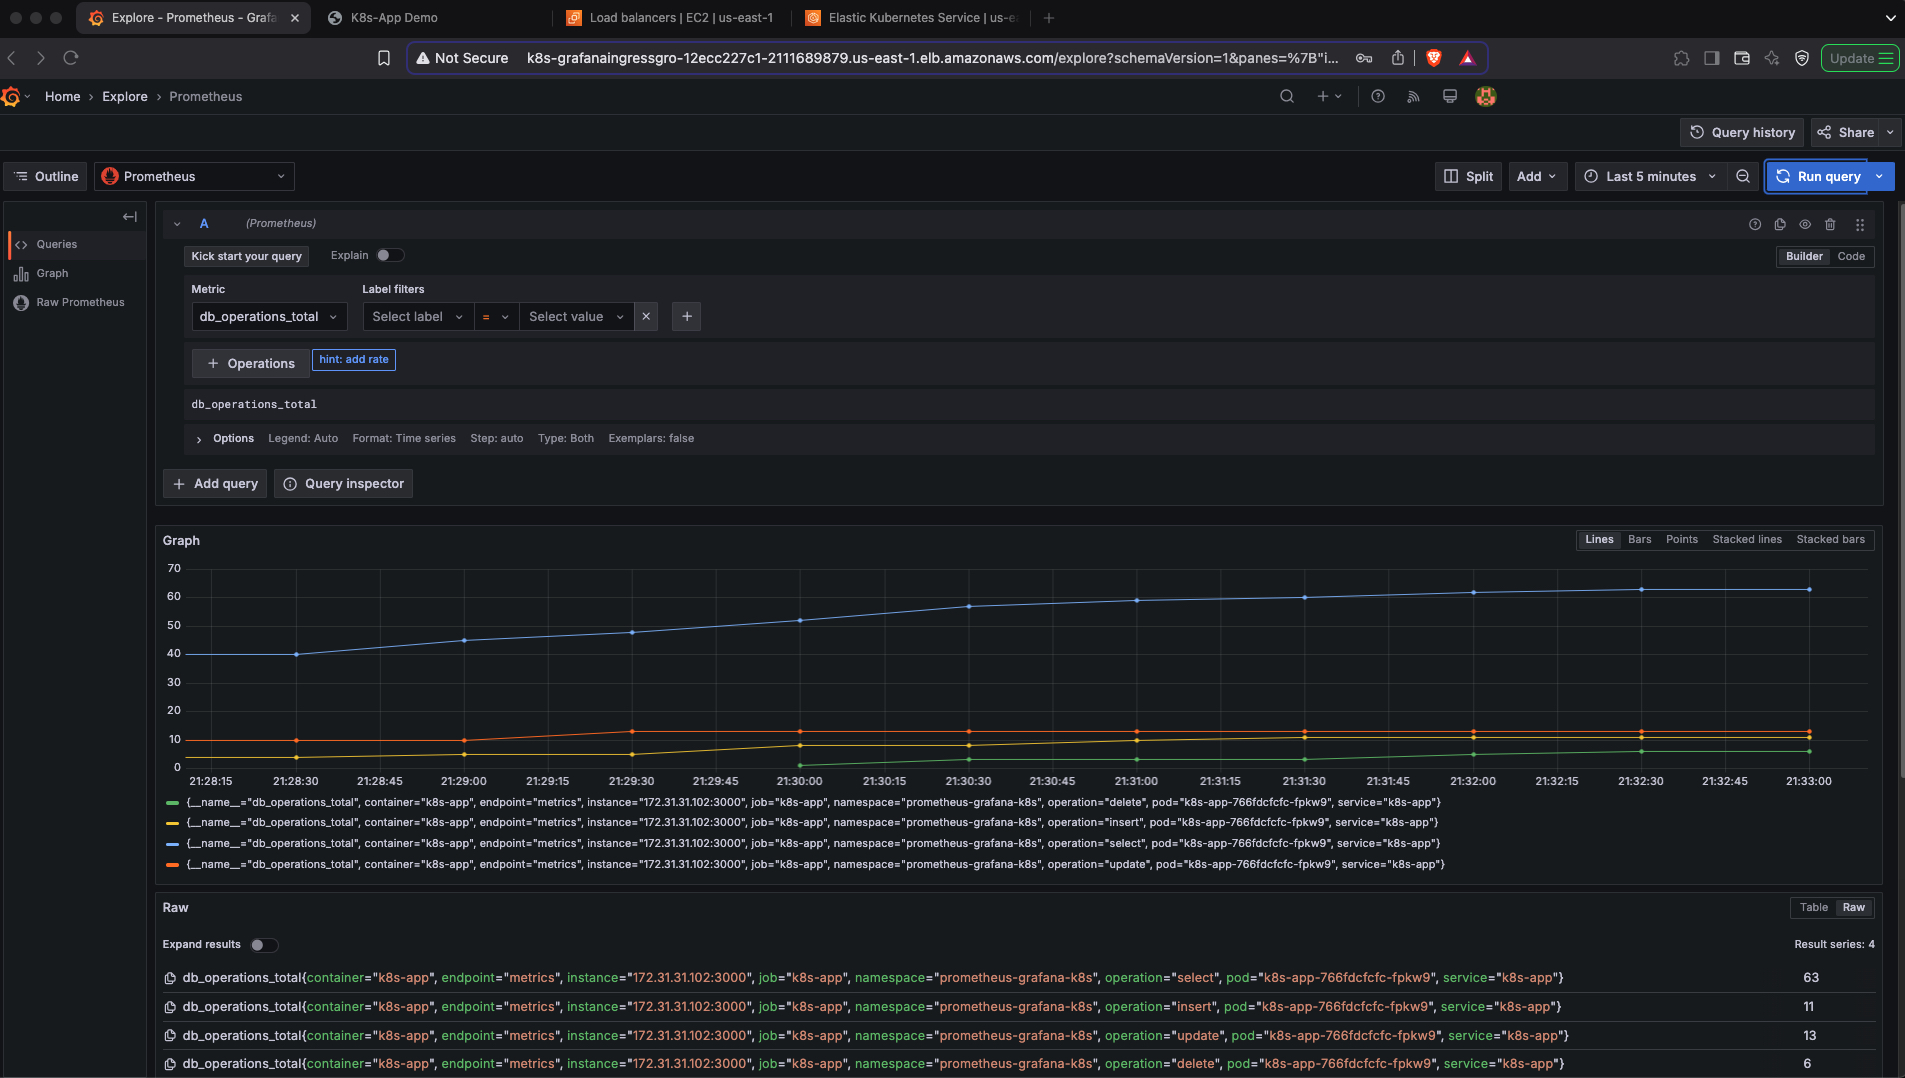 Explore - Prometheus - Grafa
K8s-App Demo
Load balancers | EC2 | us-east-1
Elastic Kubernetes Service | us-e
Not Secure
k8s-grafanaingressgro-12ecc227c1-2111689879.us-east-1.elb.amazonaws.com/explore?schemaVersion=1&panes=%7B"i...
Update
Home › Explore › Prometheus
Query history
Share
Outline
Prometheus
Split
Add
Last 5 minutes
Run query
Queries
Graph
Raw Prometheus
A
(Prometheus)
Kick start your query
Explain
Builder
Code
Metric
Label filters
db_operations_total
Select label
=
Select value
+
+ Operations
hint: add rate
db_operations_total
Options
Legend: Auto
Format: Time series
Step: auto
Type: Both
Exemplars: false
+ Add query
Query inspector
Graph
Lines
Bars
Points
Stacked lines
Stacked bars
70
60
50
40
30
20
10
0
21:28:15
21:28:30
21:28:45
21:29:00
21:29:15
21:29:30
21:29:45
21:30:00
21:30:15
21:30:30
21:30:45
21:31:00
21:31:15
21:31:30
21:31:45
21:32:00
21:32:15
21:32:30
21:32:45
21:33:00
{__name__="db_operations_total", container="k8s-app", endpoint="metrics", instance="172.31.31.102:3000", job="k8s-app", namespace="prometheus-grafana-k8s", operation="delete", pod="k8s-app-766fdcfcfc-fpkw9", service="k8s-app"}
{__name__="db_operations_total", container="k8s-app", endpoint="metrics", instance="172.31.31.102:3000", job="k8s-app", namespace="prometheus-grafana-k8s", operation="insert", pod="k8s-app-766fdcfcfc-fpkw9", service="k8s-app"}
{__name__="db_operations_total", container="k8s-app", endpoint="metrics", instance="172.31.31.102:3000", job="k8s-app", namespace="prometheus-grafana-k8s", operation="select", pod="k8s-app-766fdcfcfc-fpkw9", service="k8s-app"}
{__name__="db_operations_total", container="k8s-app", endpoint="metrics", instance="172.31.31.102:3000", job="k8s-app", namespace="prometheus-grafana-k8s", operation="update", pod="k8s-app-766fdcfcfc-fpkw9", service="k8s-app"}
Raw
Table
Raw
Expand results
Result series: 4
db_operations_total{container="k8s-app", endpoint="metrics", instance="172.31.31.102:3000", job="k8s-app", namespace="prometheus-grafana-k8s", operation="select", pod="k8s-app-766fdcfcfc-fpkw9", service="k8s-app"} 63
db_operations_total{container="k8s-app", endpoint="metrics", instance="172.31.31.102:3000", job="k8s-app", namespace="prometheus-grafana-k8s", operation="insert", pod="k8s-app-766fdcfcfc-fpkw9", service="k8s-app"} 11
db_operations_total{container="k8s-app", endpoint="metrics", instance="172.31.31.102:3000", job="k8s-app", namespace="prometheus-grafana-k8s", operation="update", pod="k8s-app-766fdcfcfc-fpkw9", service="k8s-app"} 13
db_operations_total{container="k8s-app", endpoint="metrics", instance="172.31.31.102:3000", job="k8s-app", namespace="prometheus-grafana-k8s", operation="delete", pod="k8s-app-766fdcfcfc-fpkw9", service="k8s-app"} 6